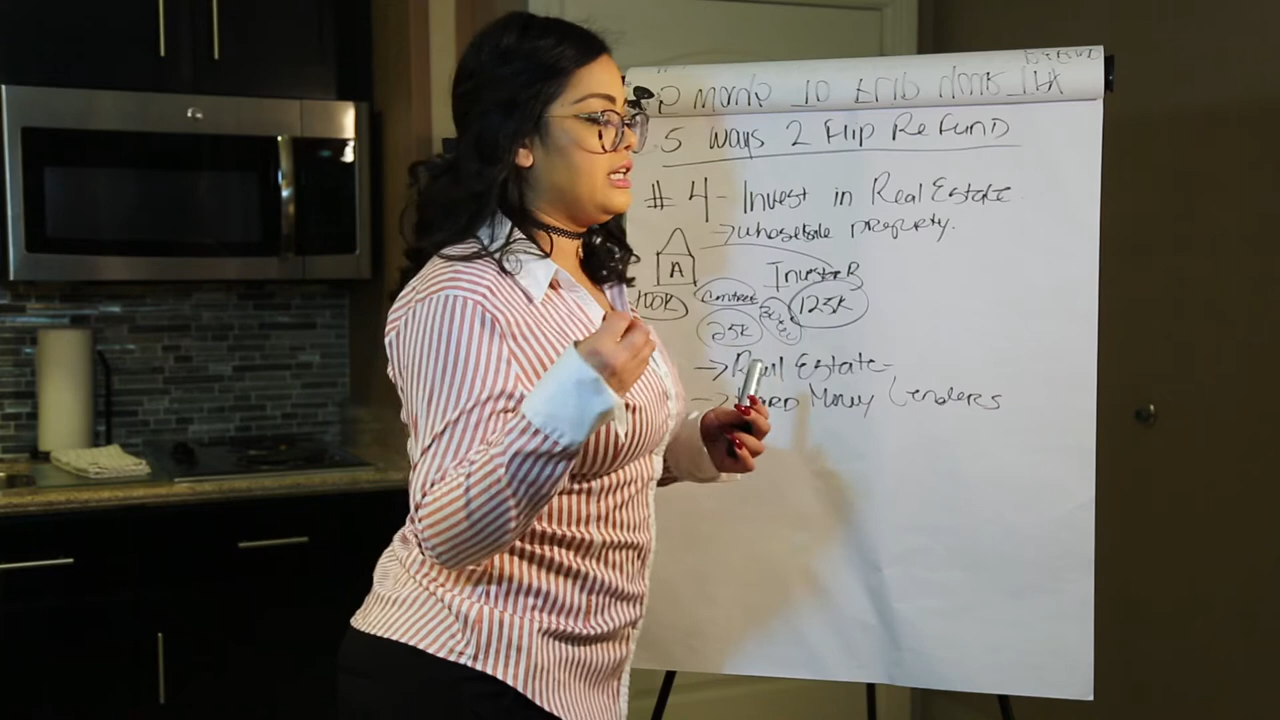 5 Ways 2 Flip Refund
# 4 - Invest in Real Estate
→ wholesale property.
A
Investor B
100K
contract
125K
25K
→ Real Estate -
→ Hard Money Lenders